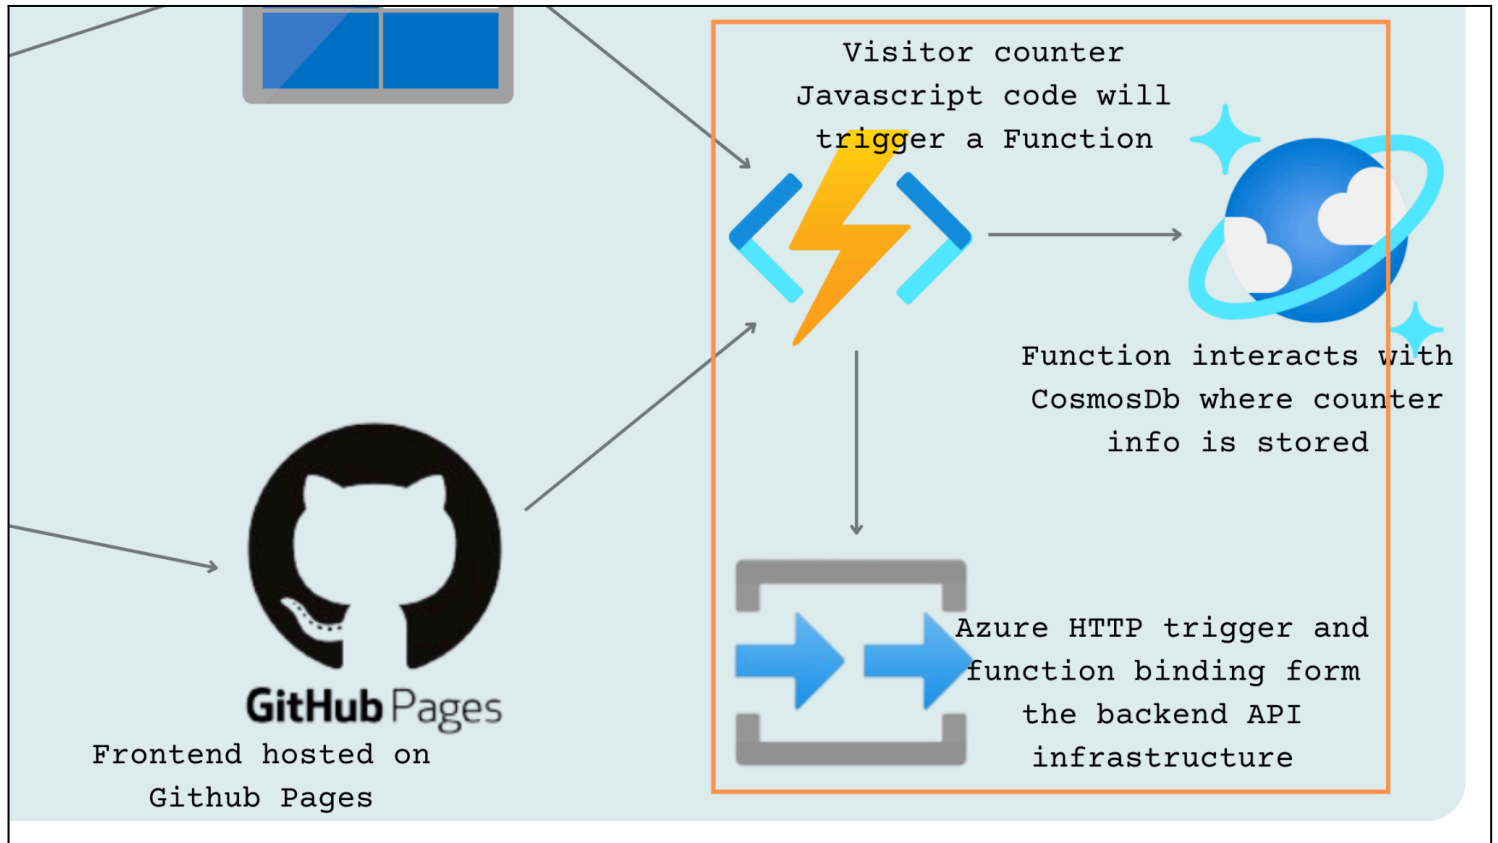 Visitor counter
Javascript code will
trigger a Function
Function interacts with
CosmosDb where counter
info is stored
Azure HTTP trigger and
function binding form
the backend API
infrastructure
GitHub Pages
Frontend hosted on
Github Pages